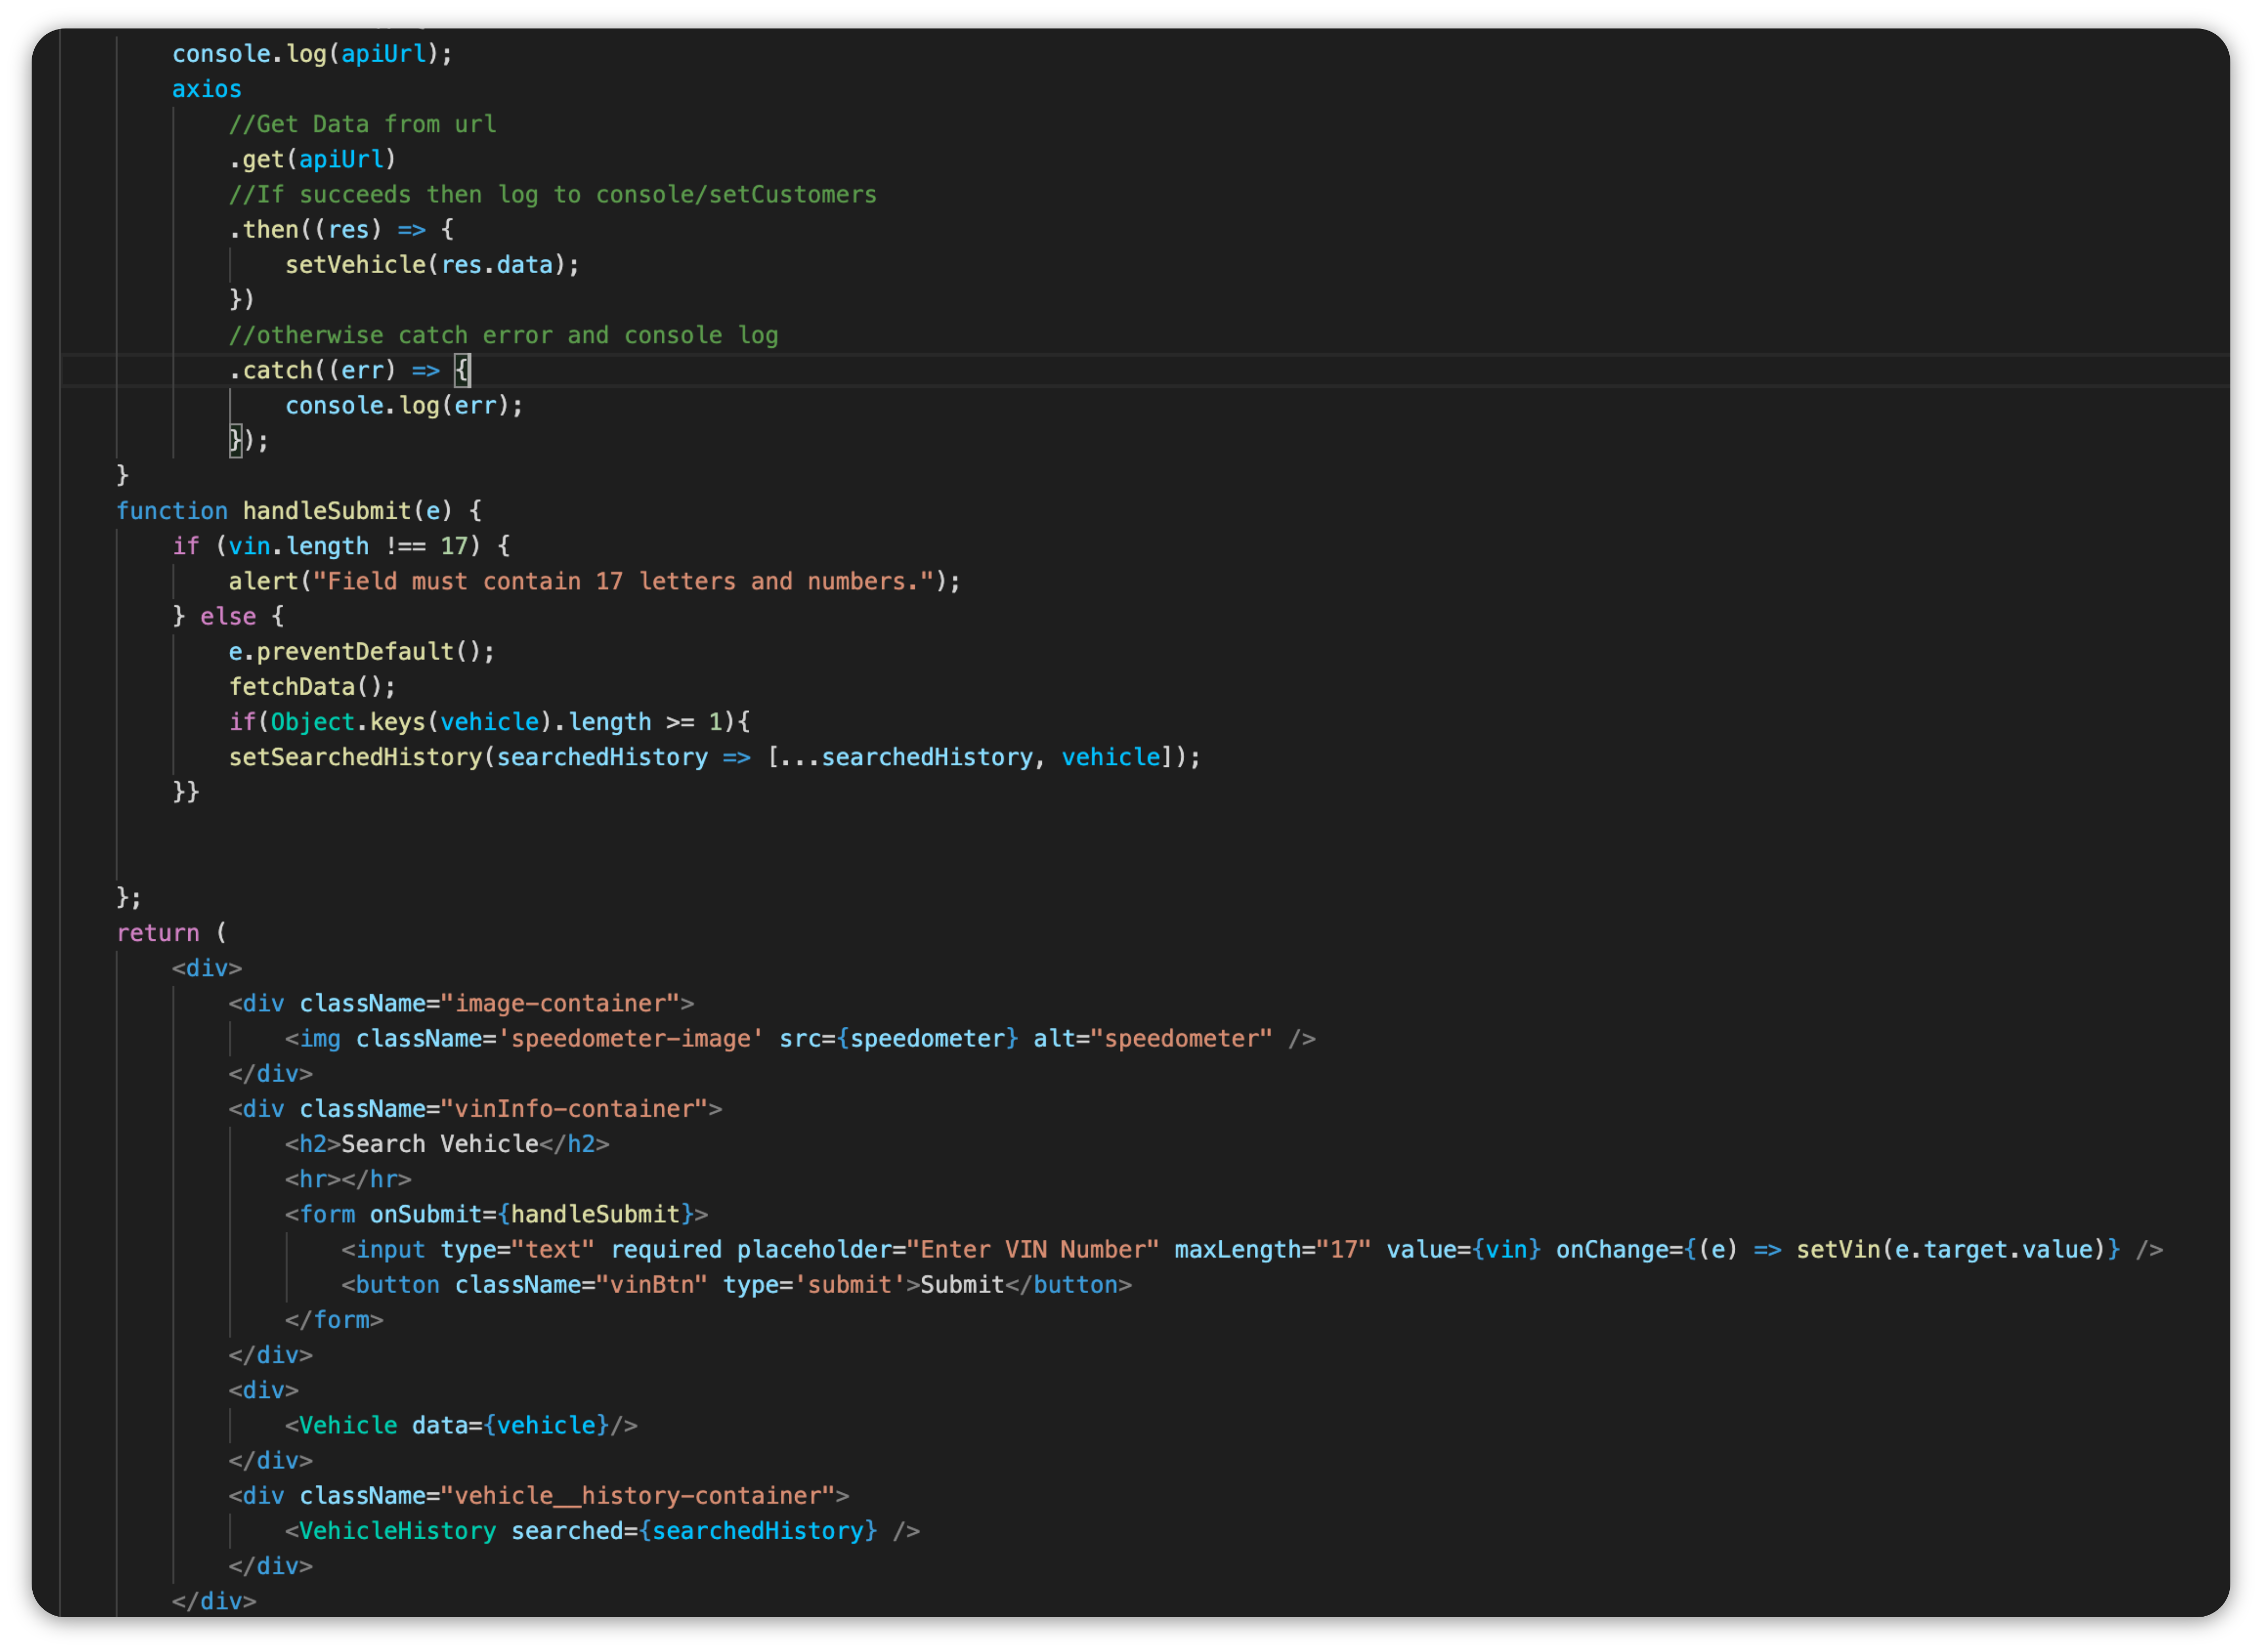 console.log(apiUrl);
axios
//Get Data from url
.get(apiUrl)
//If succeeds then log to console/setCustomers
.then((res) => {
setVehicle(res.data);
})
//otherwise catch error and console log
.catch((err) => {
console.log(err);
});
}
function handleSubmit(e) {
if (vin.length !== 17) {
alert("Field must contain 17 letters and numbers.");
} else {
e.preventDefault();
fetchData();
if(Object.keys(vehicle).length >= 1){
setSearchedHistory(searchedHistory => [...searchedHistory, vehicle]);
}}
};
return (
<div>
<div className="image-container">
<img className='speedometer-image' src={speedometer} alt="speedometer" />
</div>
<div className="vinInfo-container">
<h2>Search Vehicle</h2>
<hr></hr>
<form onSubmit={handleSubmit}>
<input type="text" required placeholder="Enter VIN Number" maxLength="17" value={vin} onChange={(e) => setVin(e.target.value)} />
<button className="vinBtn" type='submit'>Submit</button>
</form>
</div>
<div>
<Vehicle data={vehicle}/>
</div>
<div className="vehicle__history-container">
<VehicleHistory searched={searchedHistory} />
</div>
</div>